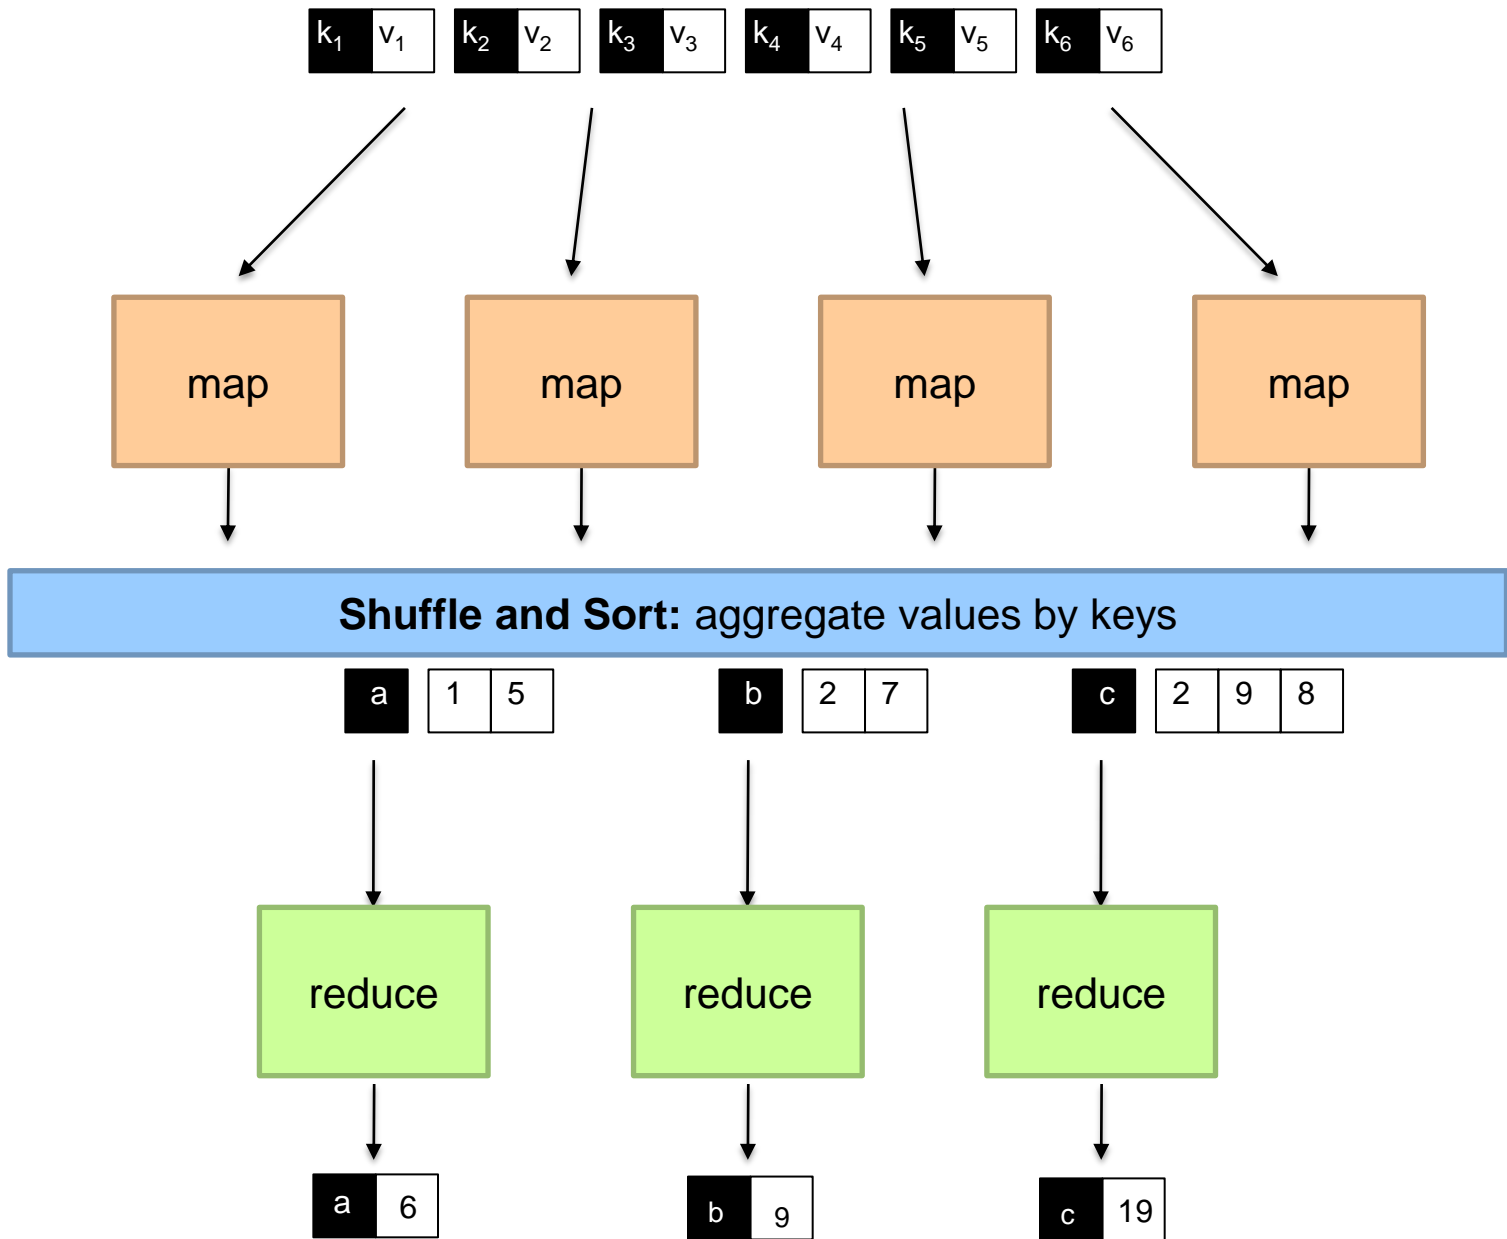 k1 v1 k2 v2 k3 v3 k4 v4 k5 v5 k6 v6
map map map map
Shuffle and Sort: aggregate values by keys
a 1 5 b 2 7 c 2 9 8
reduce reduce reduce
a 6 b 9 c 19